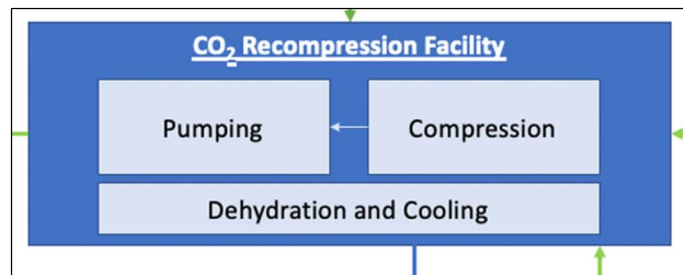 CO₂ Recompression Facility
Pumping
Compression
Dehydration and Cooling